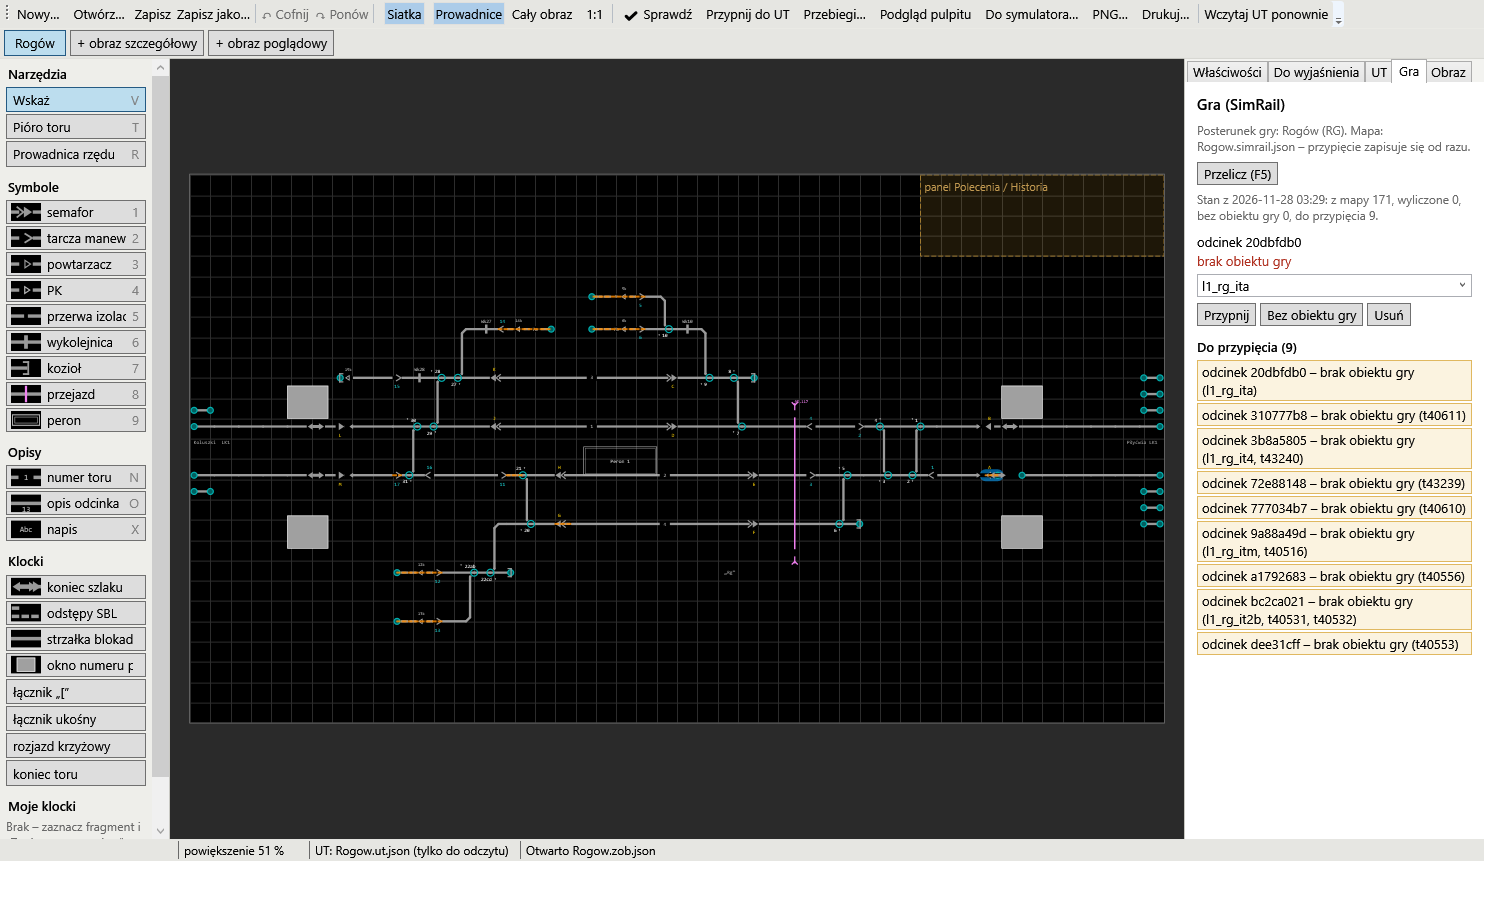 Nowy... Otwórz... Zapisz Zapisz jako... Cofnij Ponów Siatka Prowadnice Cały obraz 1:1 Sprawdź Przypnij do UT Przebiegi... Podgląd pulpitu Do symulatora... PNG... Drukuj... Wczytaj UT ponownie
Rogów + obraz szczegółowy + obraz poglądowy
Narzędzia
Wskaż V
Pióro toru T
Prowadnica rzędu R
Symbole
semafor 1
tarcza manew 2
powtarzacz 3
PK 4
przerwa izolac 5
wykolejnica 6
kozioł 7
przejazd 8
peron 9
Opisy
numer toru N
opis odcinka O
Abc napis X
Klocki
koniec szlaku
odstępy SBL
strzałka blokad
okno numeru p
łącznik „[”
łącznik ukośny
rozjazd krzyżowy
koniec toru
Moje klocki
Brak – zaznacz fragment i
panel Polecenia / Historia
Koluszki LK1
Peron 1
Płyćwia LK1
Właściwości Do wyjaśnienia UT Gra Obraz
Gra (SimRail)
Posterunek gry: Rogów (RG). Mapa:
Rogow.simrail.json – przypięcie zapisuje się od razu.
Przelicz (F5)
Stan z 2026-11-28 03:29: z mapy 171, wyliczone 0,
bez obiektu gry 0, do przypięcia 9.
odcinek 20dbfdb0
brak obiektu gry
l1_rg_ita
Przypnij Bez obiektu gry Usuń
Do przypięcia (9)
odcinek 20dbfdb0 – brak obiektu gry
(l1_rg_ita)
odcinek 310777b8 – brak obiektu gry (t40611)
odcinek 3b8a5805 – brak obiektu gry
(l1_rg_it4, t43240)
odcinek 72e88148 – brak obiektu gry (t43239)
odcinek 777034b7 – brak obiektu gry (t40610)
odcinek 9a88a49d – brak obiektu gry
(l1_rg_itm, t40516)
odcinek a1792683 – brak obiektu gry (t40556)
odcinek bc2ca021 – brak obiektu gry
(l1_rg_it2b, t40531, t40532)
odcinek dee31cff – brak obiektu gry (t40553)
powiększenie 51 % UT: Rogow.ut.json (tylko do odczytu) Otwarto Rogow.zob.json